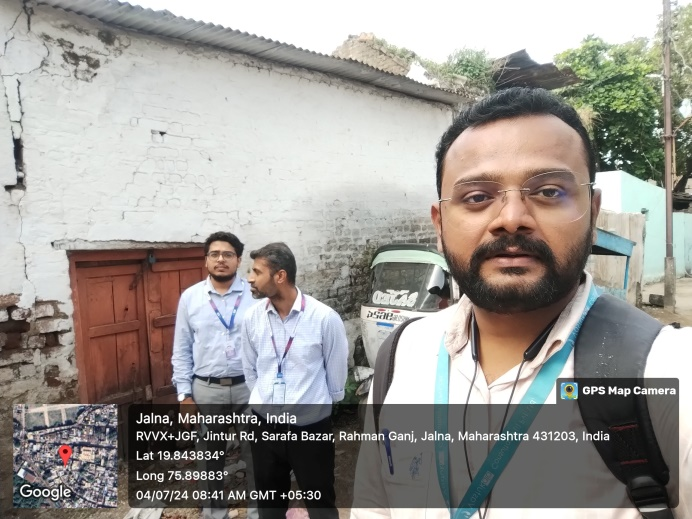 GPS Map Camera
Jalna, Maharashtra, India
RVVX+JGF, Jintur Rd, Sarafa Bazar, Rahman Ganj, Jalna, Maharashtra 431203, India
Lat 19.843834°
Long 75.89883°
04/07/24 08:41 AM GMT +05:30
Google